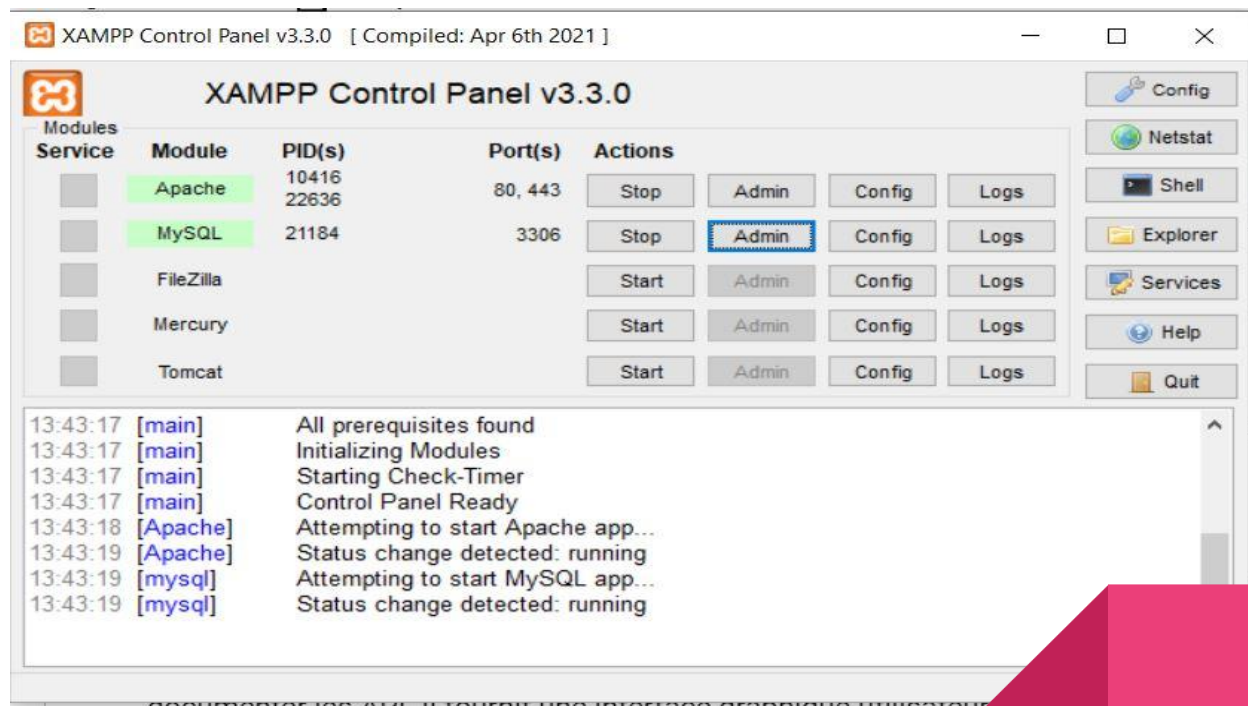 XAMPP Control Panel v3.3.0 [ Compiled: Apr 6th 2021 ]
XAMPP Control Panel v3.3.0
Config
Modules
Service Module PID(s) Port(s) Actions
Netstat
Apache 10416 22636 80, 443 Stop Admin Config Logs
Shell
MySQL 21184 3306 Stop Admin Config Logs
Explorer
FileZilla Start Admin Config Logs
Services
Mercury Start Admin Config Logs
Help
Tomcat Start Admin Config Logs
Quit
13:43:17 [main] All prerequisites found
13:43:17 [main] Initializing Modules
13:43:17 [main] Starting Check-Timer
13:43:17 [main] Control Panel Ready
13:43:18 [Apache] Attempting to start Apache app...
13:43:19 [Apache] Status change detected: running
13:43:19 [mysql] Attempting to start MySQL app...
13:43:19 [mysql] Status change detected: running